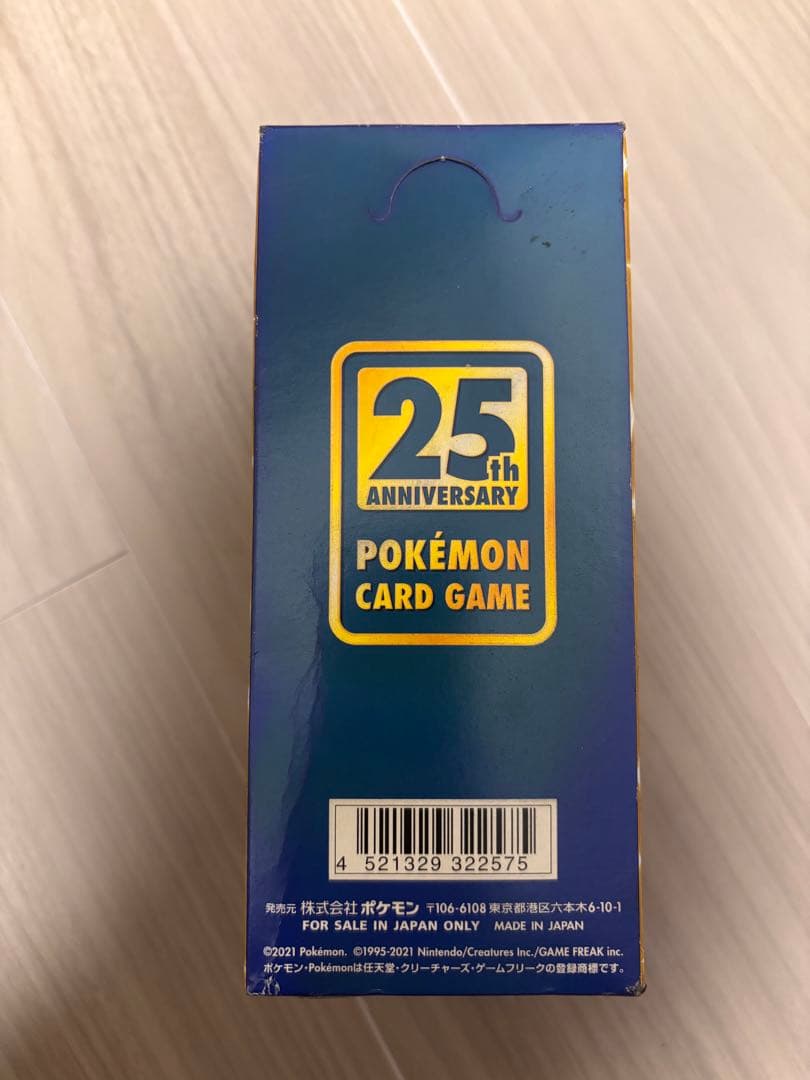 25th
ANNIVERSARY
POKÉMON
CARD GAME
4 521329 322575
発売元 株式会社 ポケモン 〒106-6108 東京都港区六本木6-10-1
FOR SALE IN JAPAN ONLY MADE IN JAPAN
©2021 Pokémon. ©1995-2021 Nintendo/Creatures Inc./GAME FREAK inc.
ポケモン・Pokémonは任天堂・クリーチャーズ・ゲームフリークの登録商標です。